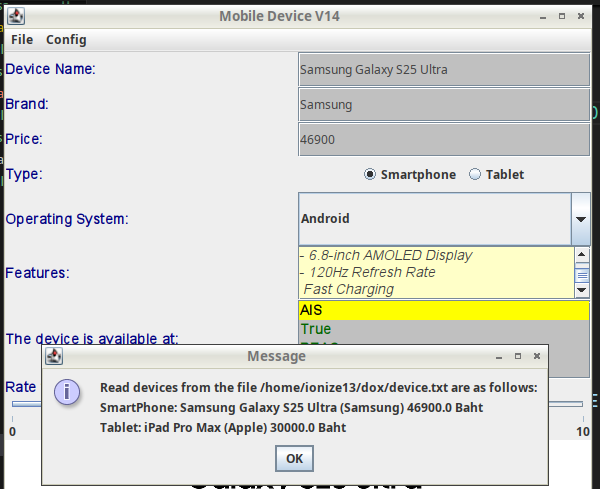 Mobile Device V14
File Config
Device Name: Samsung Galaxy S25 Ultra
Brand: Samsung
Price: 46900
Type: Smartphone Tablet
Operating System: Android
- 6.8-inch AMOLED Display
- 120Hz Refresh Rate
Features:
Fast Charging
AIS
True
The device is available at:
Message
Read devices from the file /home/ionize13/dox/device.txt are as follows:
Rate
SmartPhone: Samsung Galaxy S25 Ultra (Samsung) 46900.0 Baht
Tablet: iPad Pro Max (Apple) 30000.0 Baht
0 10
OK